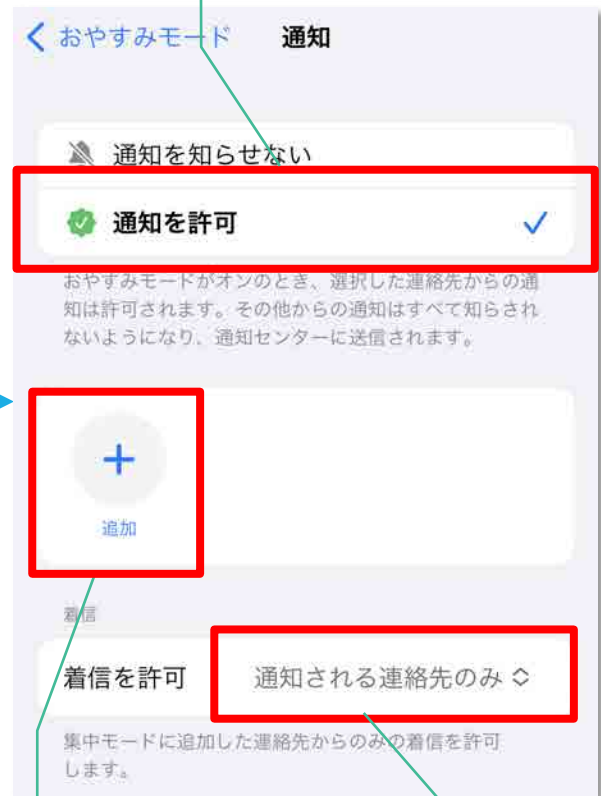 おやすみモード 通知
通知を知らせない
通知を許可
おやすみモードがオンのとき、選択した連絡先からの通
知は許可されます。その他からの通知はすべて知らされ
ないようになり、通知センターに送信されます。
追加
着信
着信を許可 通知される連絡先のみ
集中モードに追加した連絡先からのみの着信を許可
します。